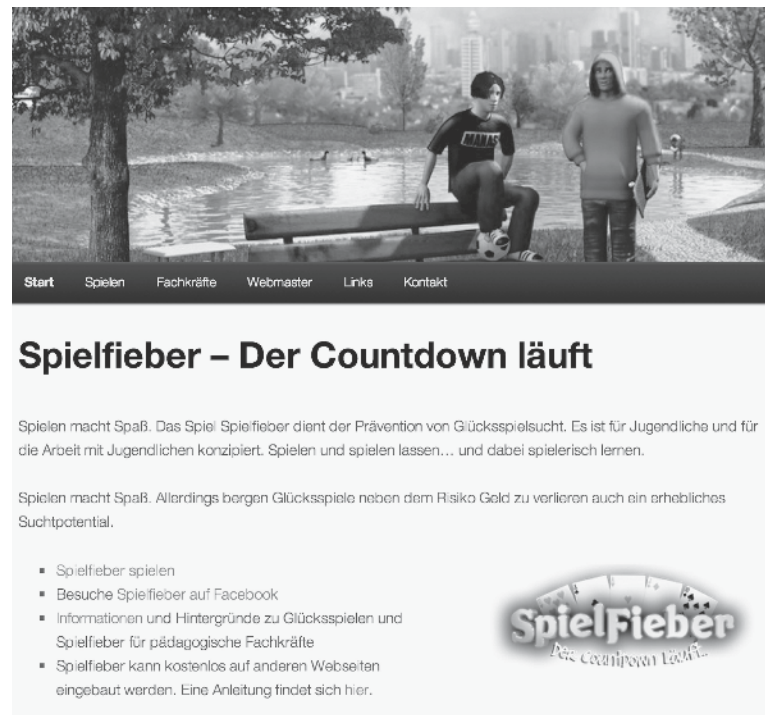 MANAS
Start Spielen Fachkräfte Webmaster Links Kontakt
Spielfieber – Der Countdown läuft
Spielen macht Spaß. Das Spiel Spielfieber dient der Prävention von Glücksspielsucht. Es ist für Jugendliche und für
die Arbeit mit Jugendlichen konzipiert. Spielen und spielen lassen… und dabei spielerisch lernen.
Spielen macht Spaß. Allerdings bergen Glücksspiele neben dem Risiko Geld zu verlieren auch ein erhebliches
Suchtpotential.
Spielfieber spielen
Besuche Spielfieber auf Facebook
Informationen und Hintergründe zu Glücksspielen und
Spielfieber für pädagogische Fachkräfte
Spielfieber kann kostenlos auf anderen Webseiten
eingebaut werden. Eine Anleitung findet sich hier.
SpielFieber
Der Countdown läuft...